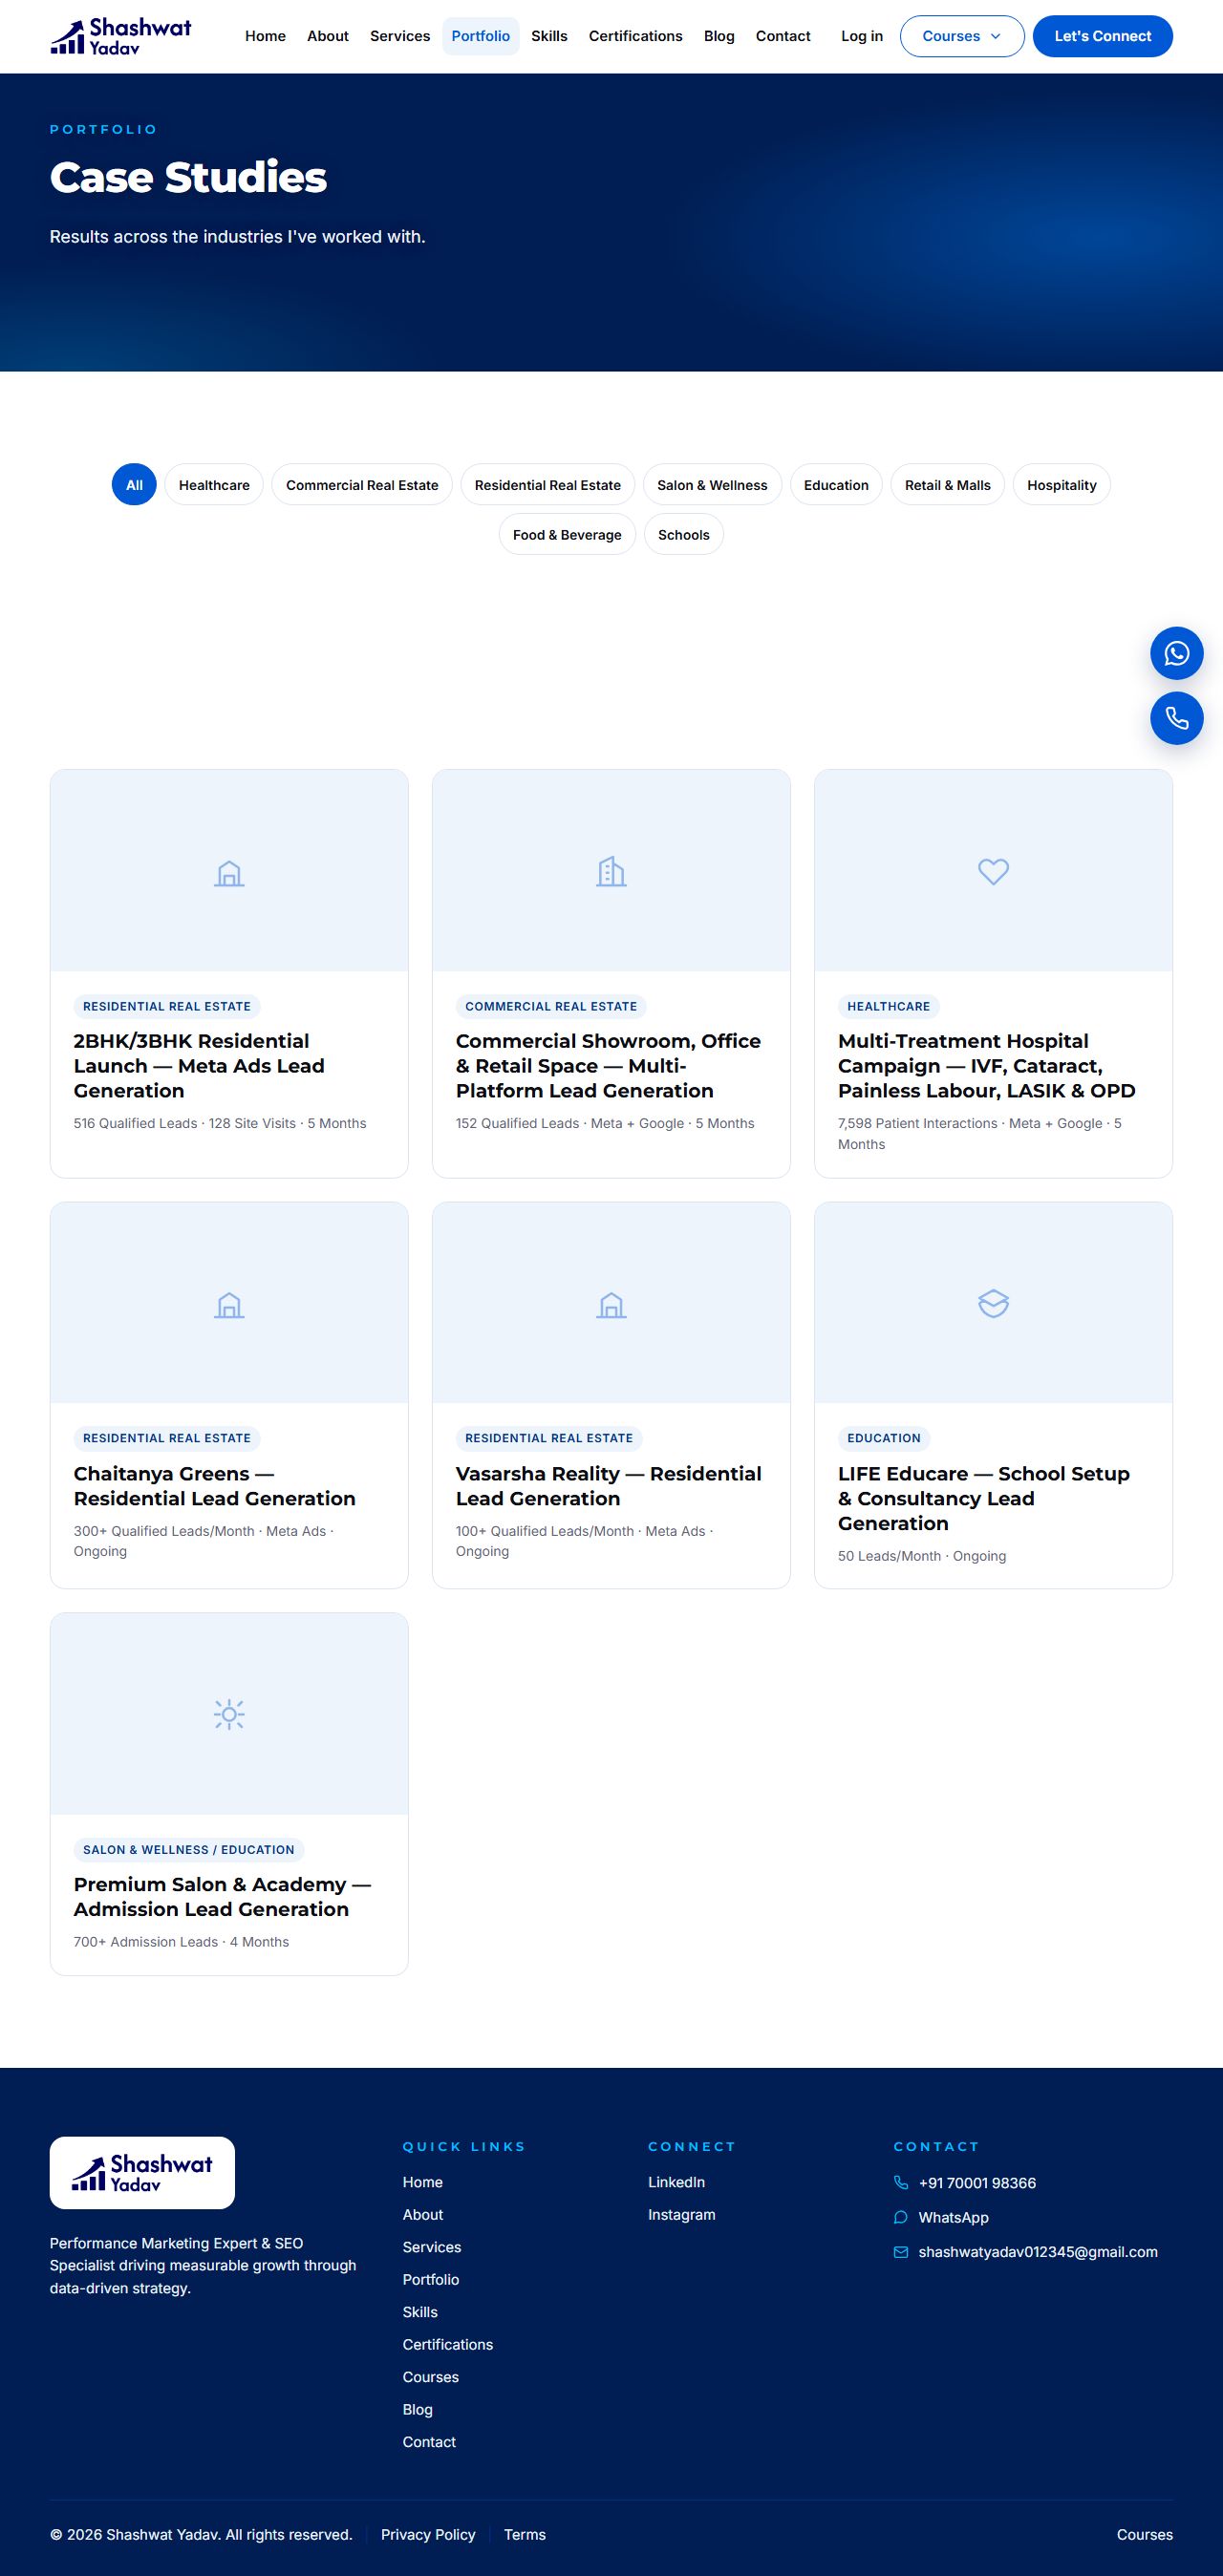 Shashwat
Yadav
Home About Services Portfolio Skills Certifications Blog Contact Log in Courses Let's Connect
PORTFOLIO
Case Studies
Results across the industries I've worked with.
All Healthcare Commercial Real Estate Residential Real Estate Salon & Wellness Education Retail & Malls Hospitality
Food & Beverage Schools
RESIDENTIAL REAL ESTATE
2BHK/3BHK Residential
Launch — Meta Ads Lead
Generation
516 Qualified Leads · 128 Site Visits · 5 Months
COMMERCIAL REAL ESTATE
Commercial Showroom, Office
& Retail Space — Multi-
Platform Lead Generation
152 Qualified Leads · Meta + Google · 5 Months
HEALTHCARE
Multi-Treatment Hospital
Campaign — IVF, Cataract,
Painless Labour, LASIK & OPD
7,598 Patient Interactions · Meta + Google · 5
Months
RESIDENTIAL REAL ESTATE
Chaitanya Greens —
Residential Lead Generation
300+ Qualified Leads/Month · Meta Ads ·
Ongoing
RESIDENTIAL REAL ESTATE
Vasarsha Reality — Residential
Lead Generation
100+ Qualified Leads/Month · Meta Ads ·
Ongoing
EDUCATION
LIFE Educare — School Setup
& Consultancy Lead
Generation
50 Leads/Month · Ongoing
SALON & WELLNESS / EDUCATION
Premium Salon & Academy —
Admission Lead Generation
700+ Admission Leads · 4 Months
Shashwat
Yadav
Performance Marketing Expert & SEO
Specialist driving measurable growth through
data-driven strategy.
QUICK LINKS
Home
About
Services
Portfolio
Skills
Certifications
Courses
Blog
Contact
CONNECT
LinkedIn
Instagram
CONTACT
+91 70001 98366
WhatsApp
shashwatyadav012345@gmail.com
© 2026 Shashwat Yadav. All rights reserved. Privacy Policy Terms Courses